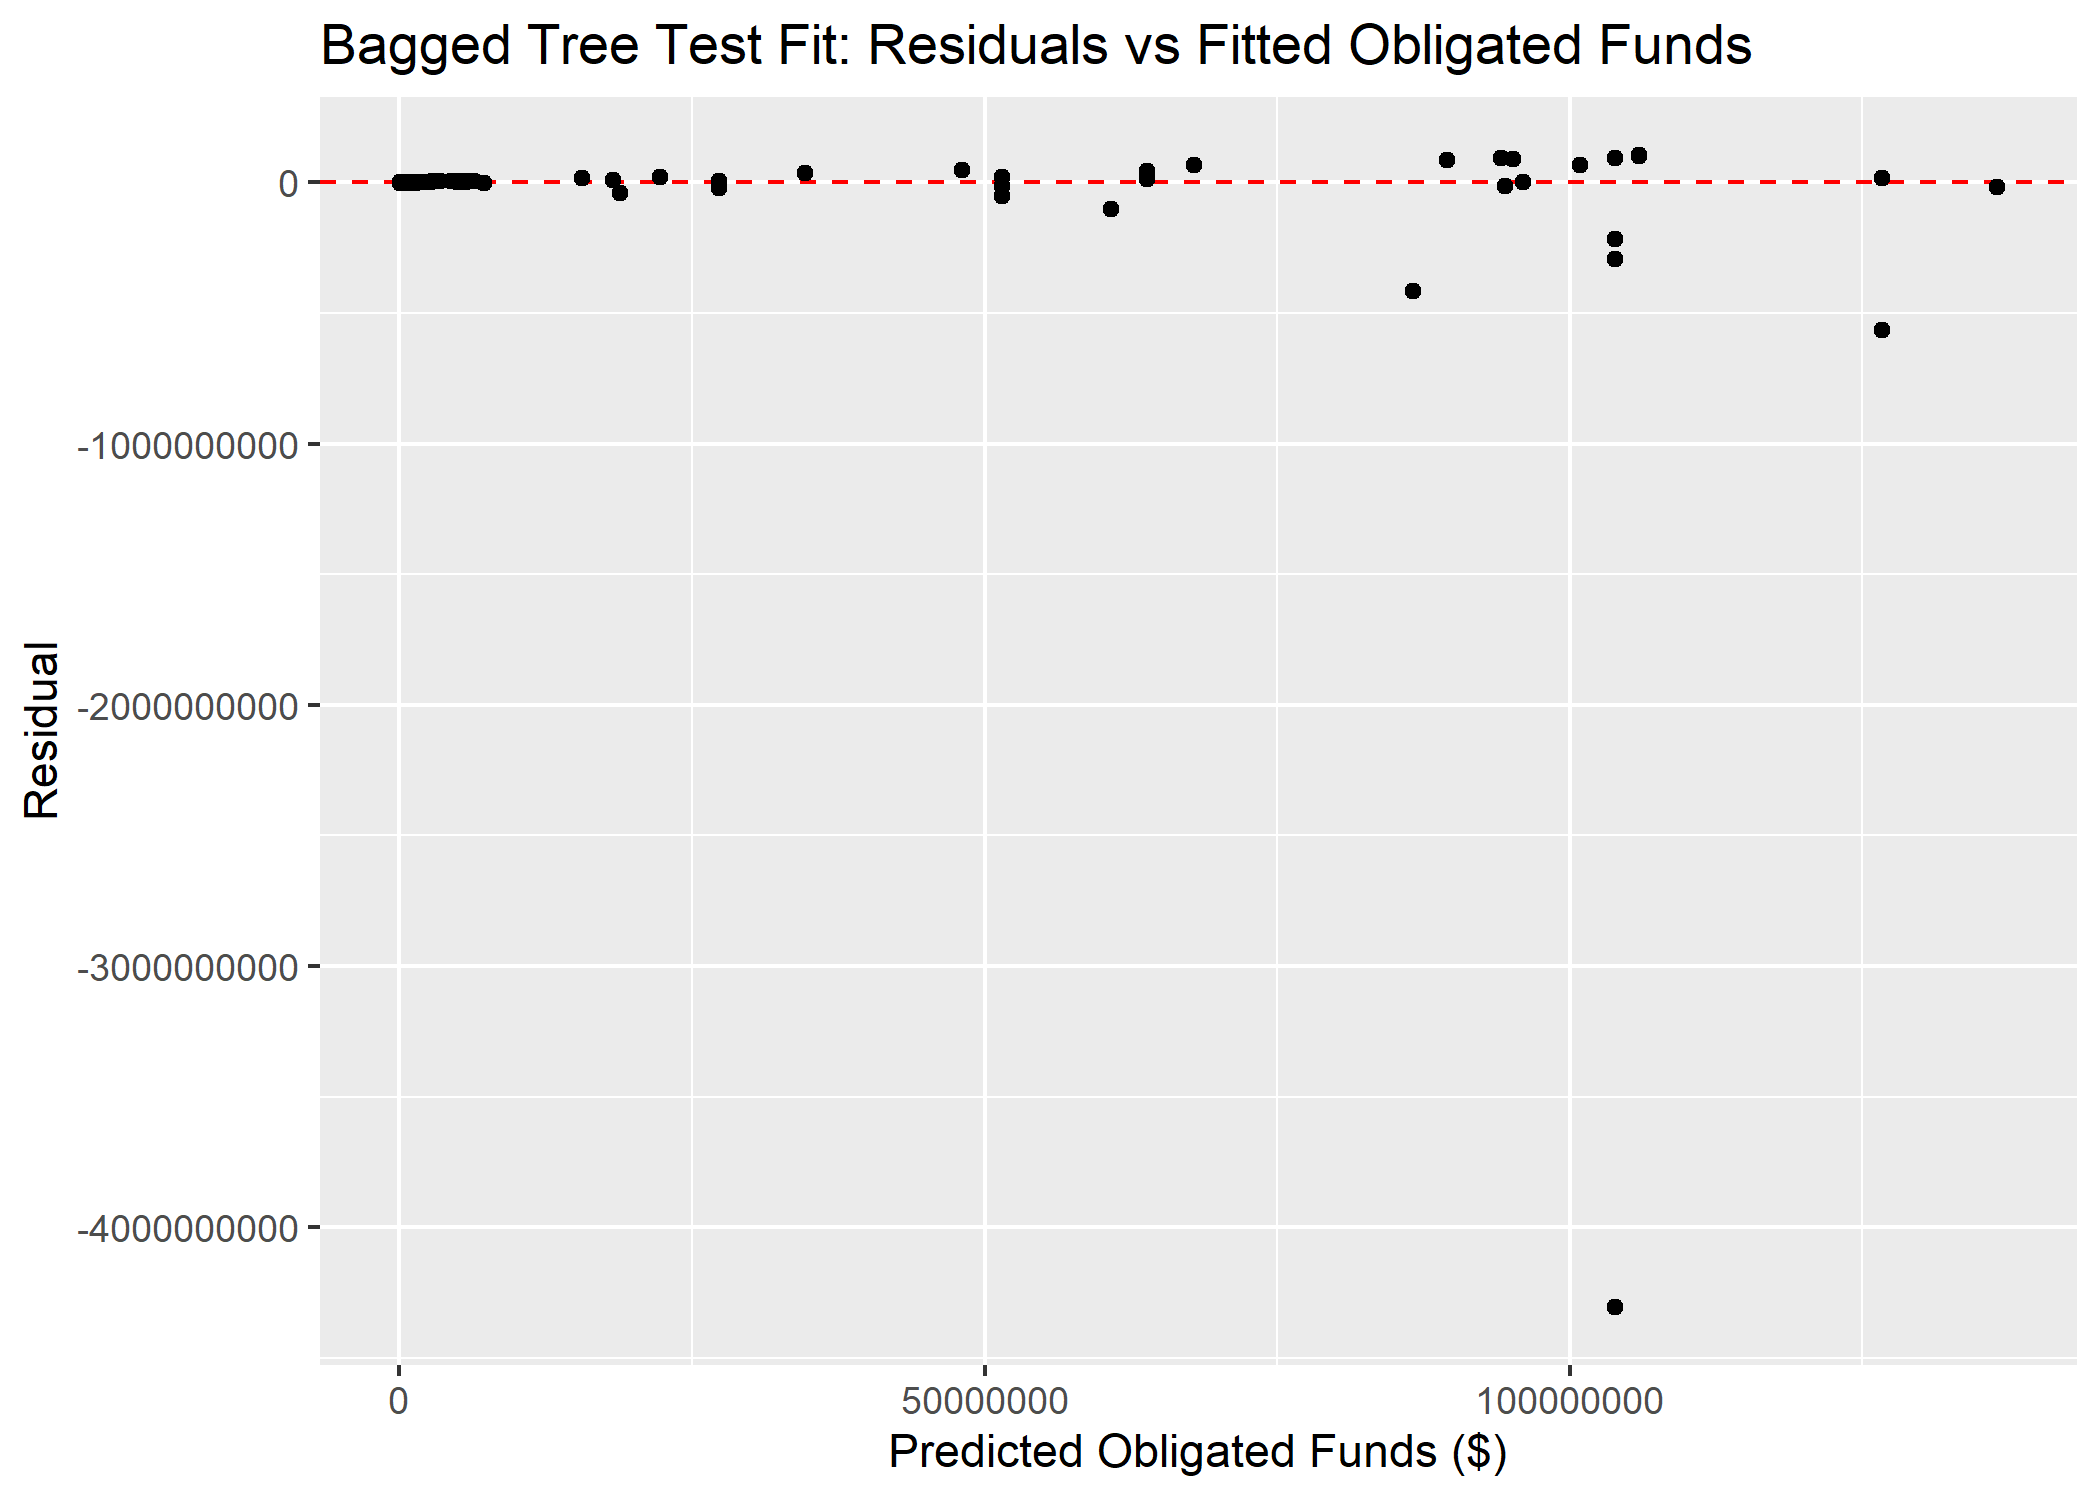 Bagged Tree Test Fit: Residuals vs Fitted Obligated Funds
0
-1000000000
-2000000000
-3000000000
-4000000000
Residual
0
50000000
100000000
Predicted Obligated Funds ($)